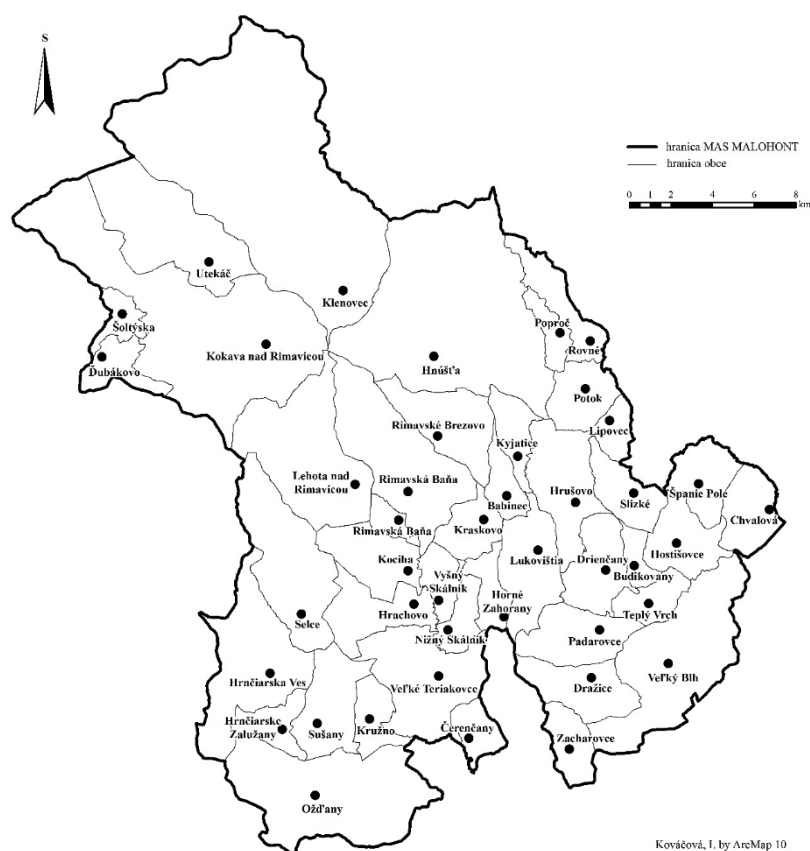 S
hranica MAS MALOHONT
hranica obce
0 1 2 4 6 8
km
Utekáč
Klenovec
Šoltýska
Kokava nad Rimavicou
Ďubákovo
Hnúšťa
Poproč
Rovné
Potok
Lipovec
Rimavské Brezovo
Kyjatice
Lehota nad
Rimavicou
Rimavská Baňa
Babinec
Hrušovo
Slizké
Španie Pole
Chvalová
Rimavská Baňa
Kraskovo
Lukovištia
Drienčany
Budikovany
Hostišovce
Kociha
Vyšný
Skálnik
Horné
Zahorany
Teplý Vrch
Selce
Hrachovo
Nižný Skálnik
Padarovce
Hrnčiarska Ves
Veľké Teriakovce
Dražice
Veľký Blh
Hrnčiarske
Zalužany
Sušany
Kružno
Čerenčany
Zacharovce
Ožďany
Kováčová, I. by ArcMap 10